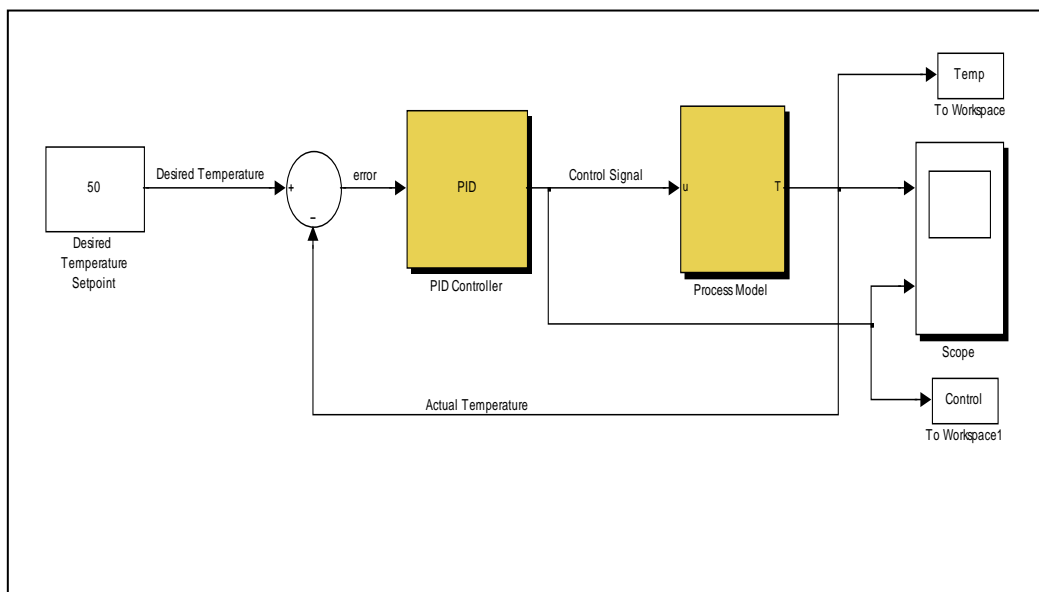 Temp
To Workspace
50
Desired Temperature
+
−
error
PID
Control Signal
u
T
Desired
Temperature
Setpoint
PID Controller
Process Model
Scope
Actual Temperature
Control
To Workspace1